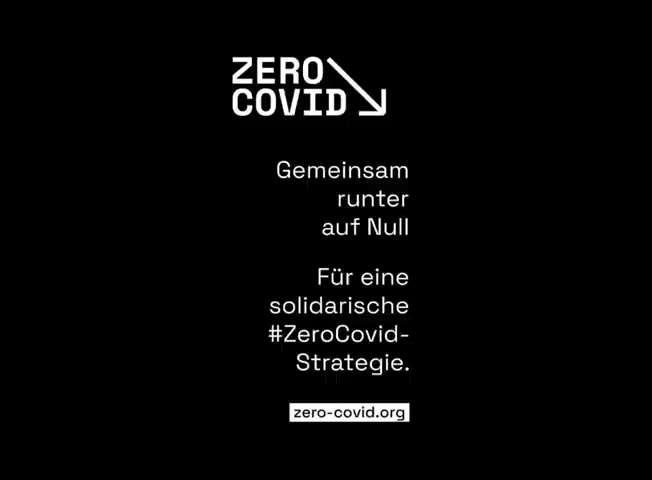 ZERO
COVID
Gemeinsam
runter
auf Null
Für eine
solidarische
#ZeroCovid-
Strategie.
zero-covid.org